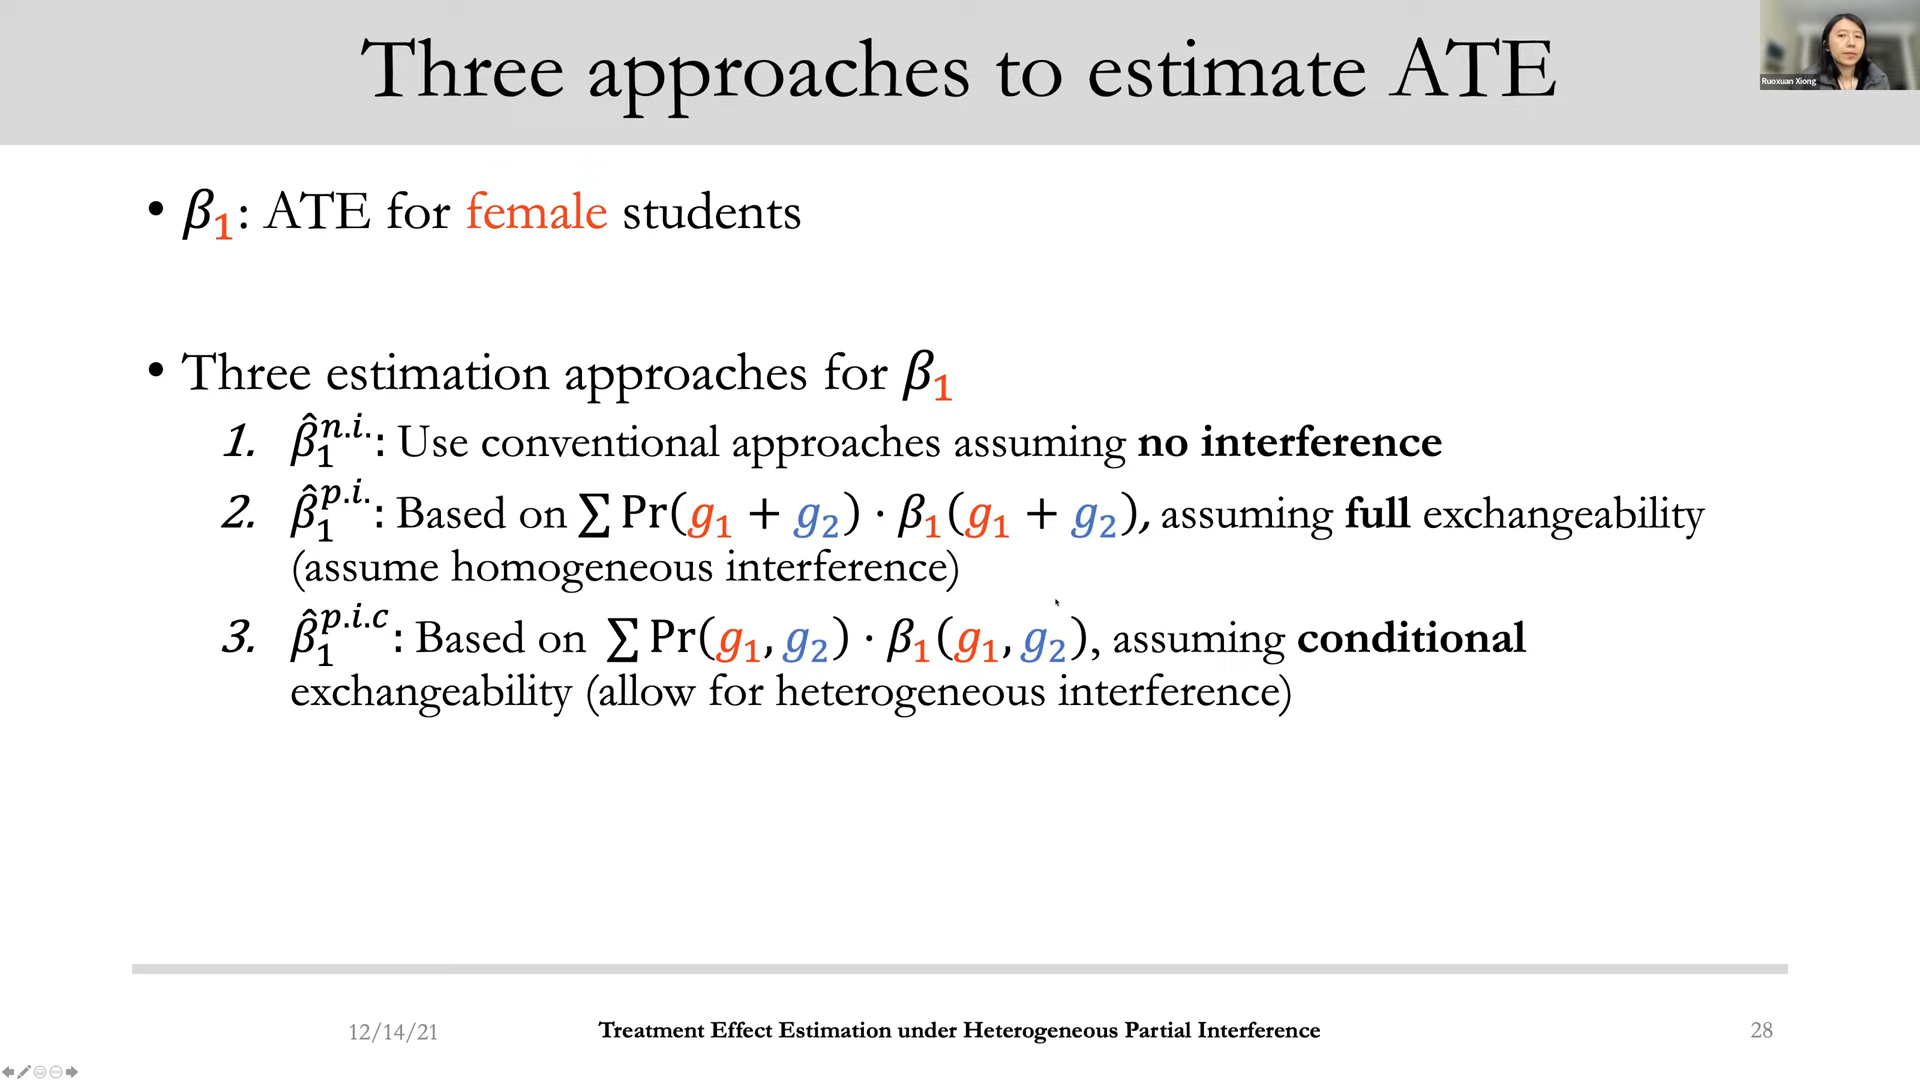 Three approaches to estimate ATE
Ruoxuan Xiong
• β₁: ATE for female students
• Three estimation approaches for β₁
1. β̂₁ⁿ·ⁱ·: Use conventional approaches assuming no interference
2. β̂₁ᵖ·ⁱ·: Based on ∑ Pr(g₁ + g₂) · β₁(g₁ + g₂), assuming full exchangeability
(assume homogeneous interference)
3. β̂₁ᵖ·ⁱ·ᶜ: Based on ∑ Pr(g₁, g₂) · β₁(g₁, g₂), assuming conditional
exchangeability (allow for heterogeneous interference)
12/14/21
Treatment Effect Estimation under Heterogeneous Partial Interference
28